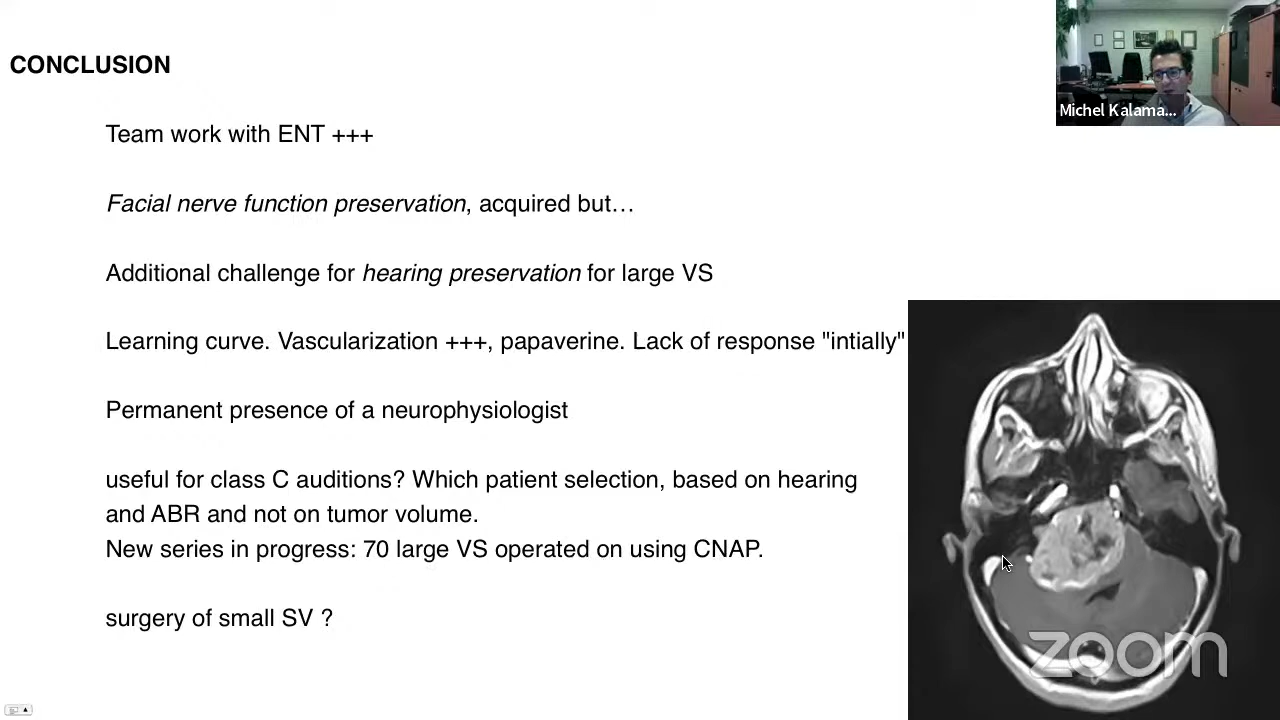 CONCLUSION
Michel Kalama...
Team work with ENT +++
Facial nerve function preservation, acquired but…
Additional challenge for hearing preservation for large VS
Learning curve. Vascularization +++, papaverine. Lack of response "intially"
Permanent presence of a neurophysiologist
useful for class C auditions? Which patient selection, based on hearing
and ABR and not on tumor volume.
New series in progress: 70 large VS operated on using CNAP.
surgery of small SV ?
zoom